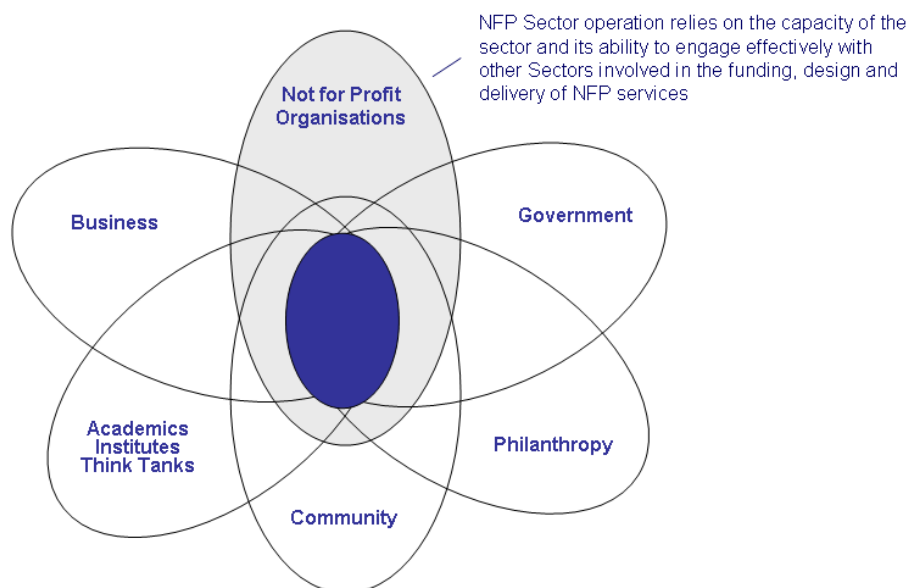 NFP Sector operation relies on the capacity of the
sector and its ability to engage effectively with
other Sectors involved in the funding, design and
delivery of NFP services
Not for Profit
Organisations
Business
Government
Academics
Institutes
Think Tanks
Philanthropy
Community